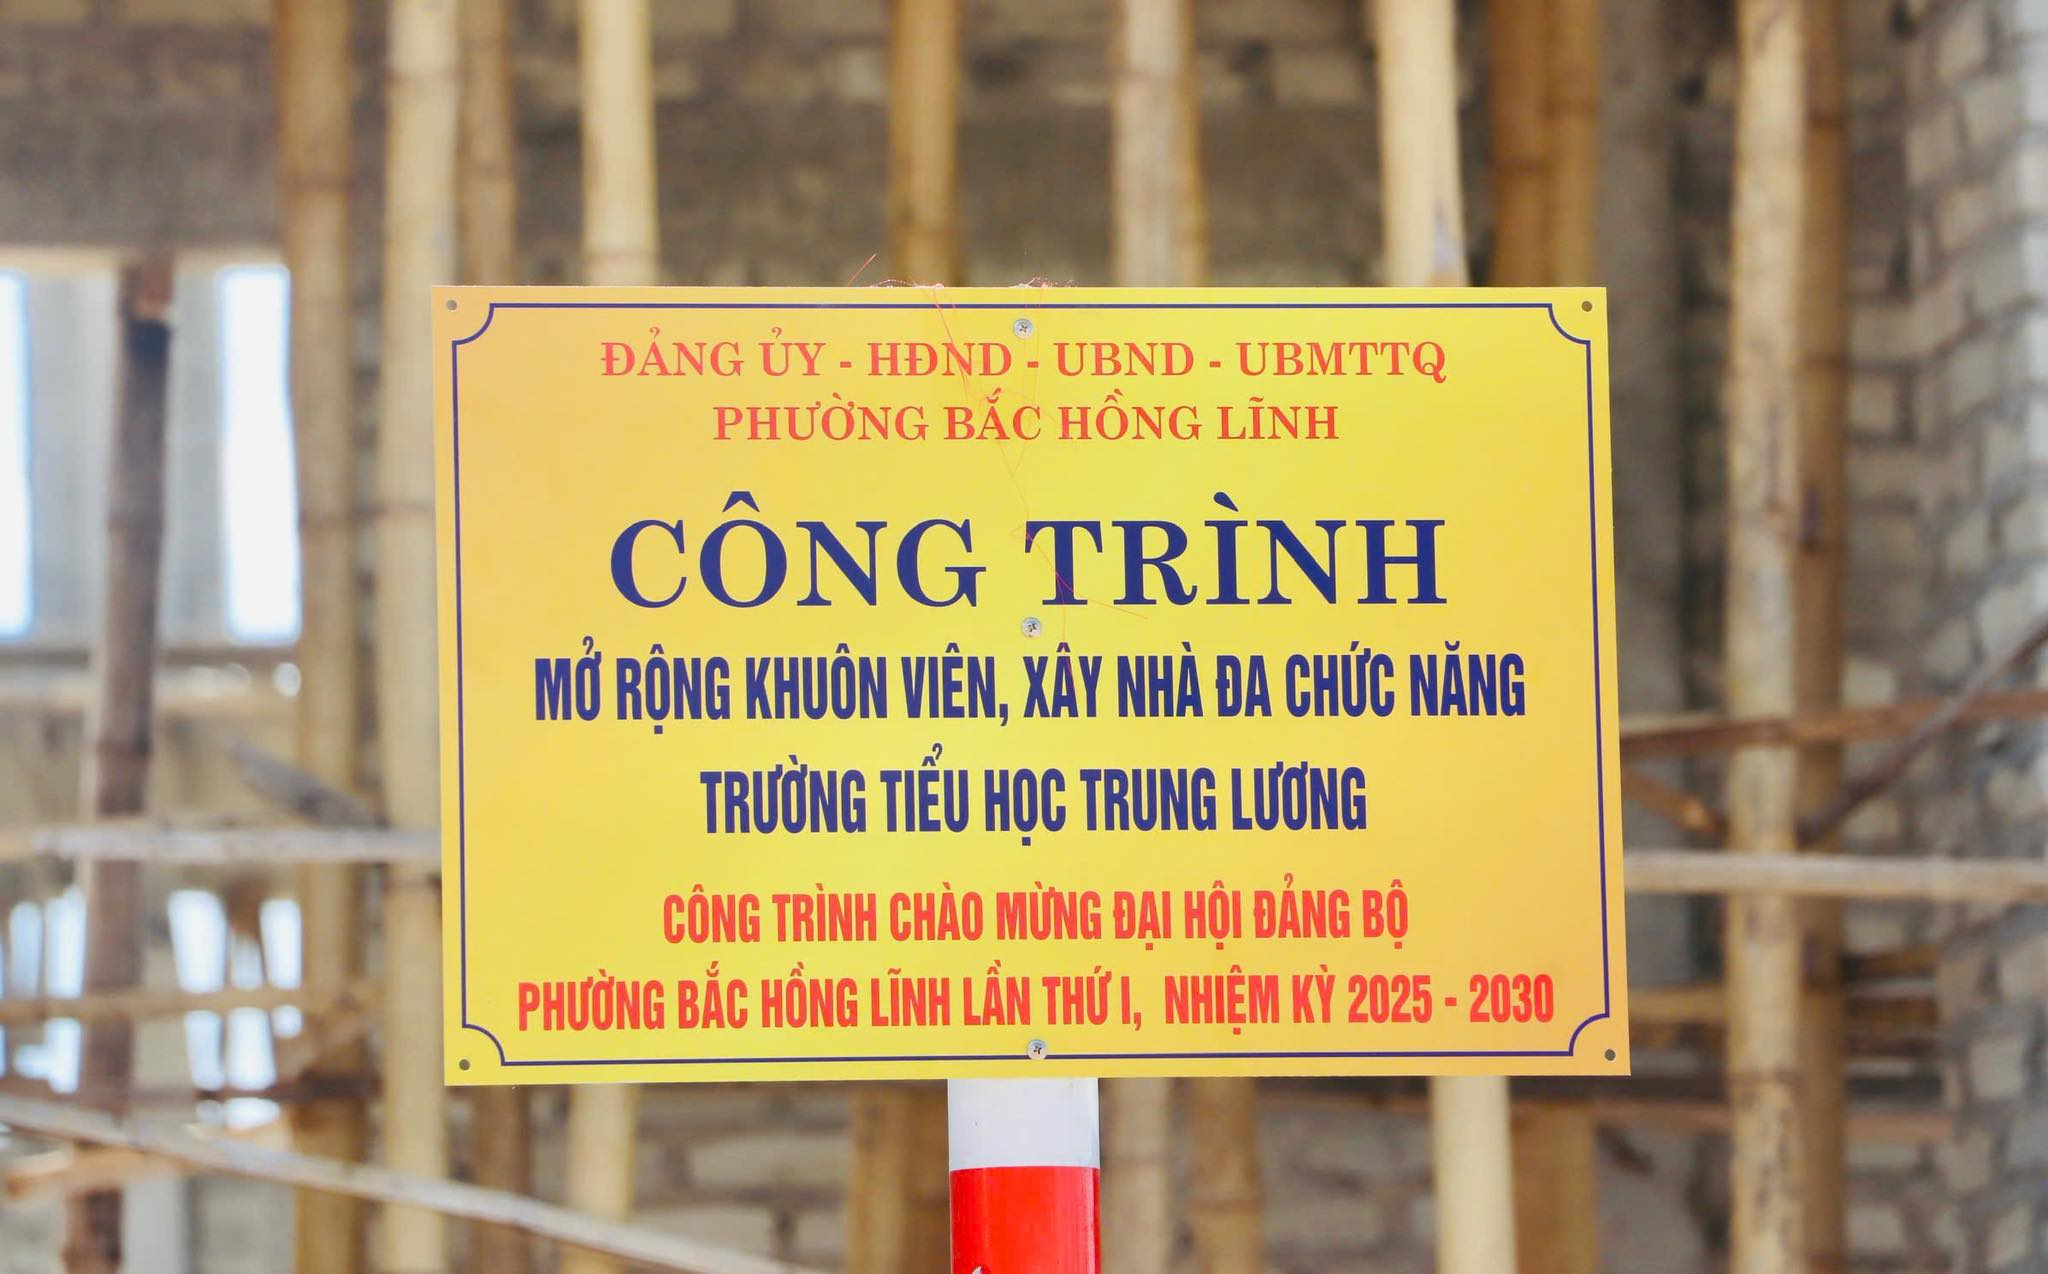 ĐẢNG ỦY - HĐND - UBND - UBMTTQ
PHƯỜNG BẮC HỒNG LĨNH
CÔNG TRÌNH
MỞ RỘNG KHUÔN VIÊN, XÂY NHÀ ĐA CHỨC NĂNG
TRƯỜNG TIỂU HỌC TRUNG LƯƠNG
CÔNG TRÌNH CHÀO MỪNG ĐẠI HỘI ĐẢNG BỘ
PHƯỜNG BẮC HỒNG LĨNH LẦN THỨ I, NHIỆM KỲ 2025 - 2030